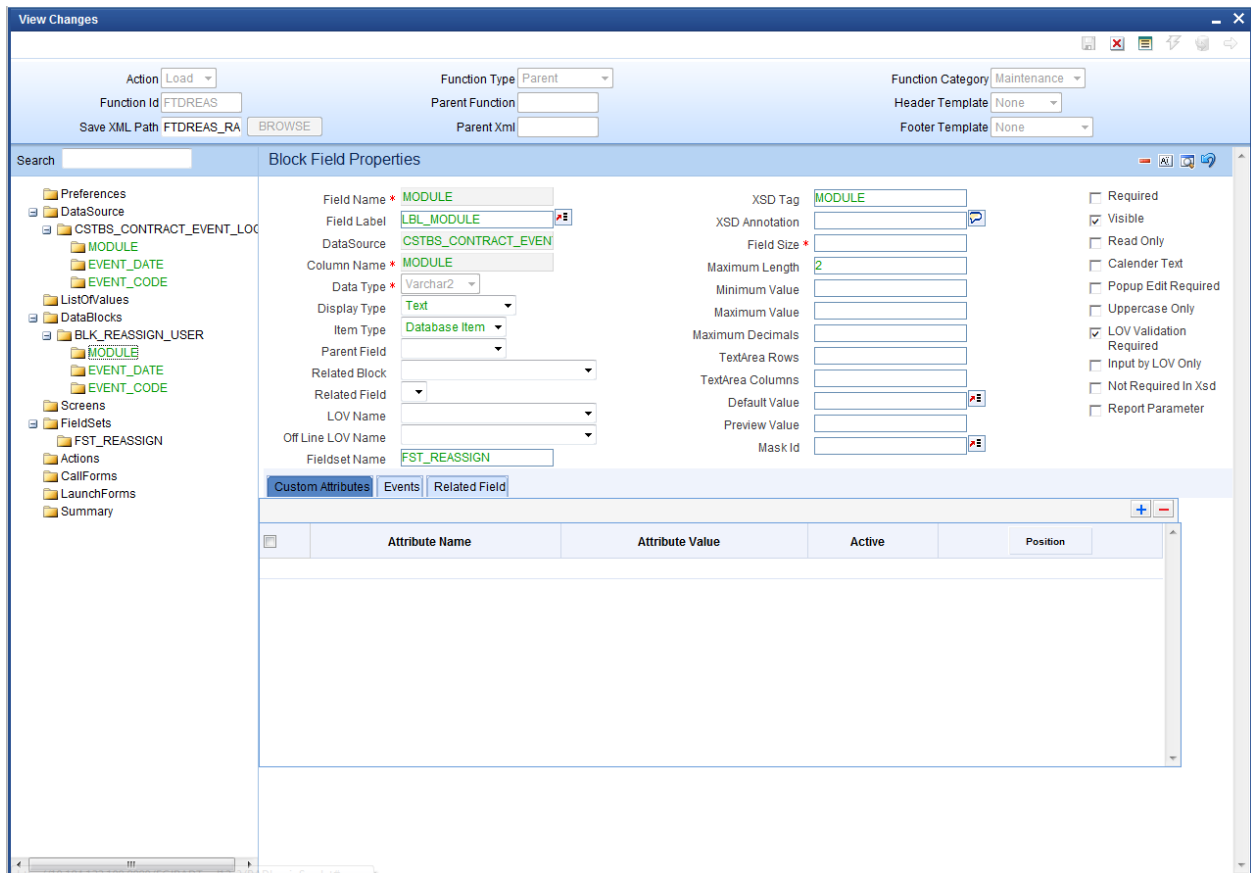 View Changes
Action Load Function Type Parent Function Category Maintenance
Function Id FTDREAS Parent Function Header Template None
Save XML Path FTDREAS_RA BROWSE Parent Xml Footer Template None
Search
Preferences
DataSource
CSTBS_CONTRACT_EVENT_LOG
MODULE
EVENT_DATE
EVENT_CODE
ListOfValues
DataBlocks
BLK_REASSIGN_USER
MODULE
EVENT_DATE
EVENT_CODE
Screens
FieldSets
FST_REASSIGN
Actions
CallForms
LaunchForms
Summary
Block Field Properties
Field Name * MODULE
Field Label LBL_MODULE
DataSource CSTBS_CONTRACT_EVEN
Column Name * MODULE
Data Type * Varchar2
Display Type Text
Item Type Database Item
Parent Field
Related Block
Related Field
LOV Name
Off Line LOV Name
Fieldset Name FST_REASSIGN
XSD Tag MODULE
XSD Annotation
Field Size *
Maximum Length 2
Minimum Value
Maximum Value
Maximum Decimals
TextArea Rows
TextArea Columns
Default Value
Preview Value
Mask Id
Required
Visible
Read Only
Calender Text
Popup Edit Required
Uppercase Only
LOV Validation
Required
Input by LOV Only
Not Required In Xsd
Report Parameter
Custom Attributes Events Related Field
Attribute Name Attribute Value Active Position